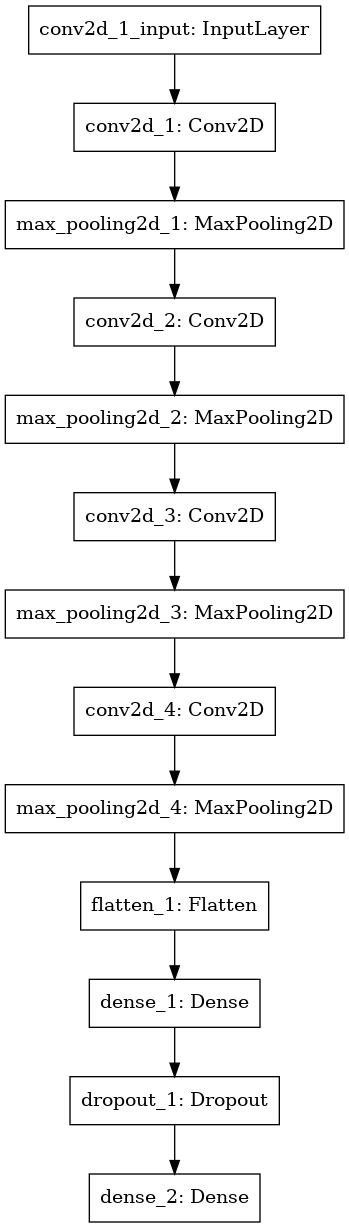 conv2d_1_input: InputLayer
conv2d_1: Conv2D
max_pooling2d_1: MaxPooling2D
conv2d_2: Conv2D
max_pooling2d_2: MaxPooling2D
conv2d_3: Conv2D
max_pooling2d_3: MaxPooling2D
conv2d_4: Conv2D
max_pooling2d_4: MaxPooling2D
flatten_1: Flatten
dense_1: Dense
dropout_1: Dropout
dense_2: Dense